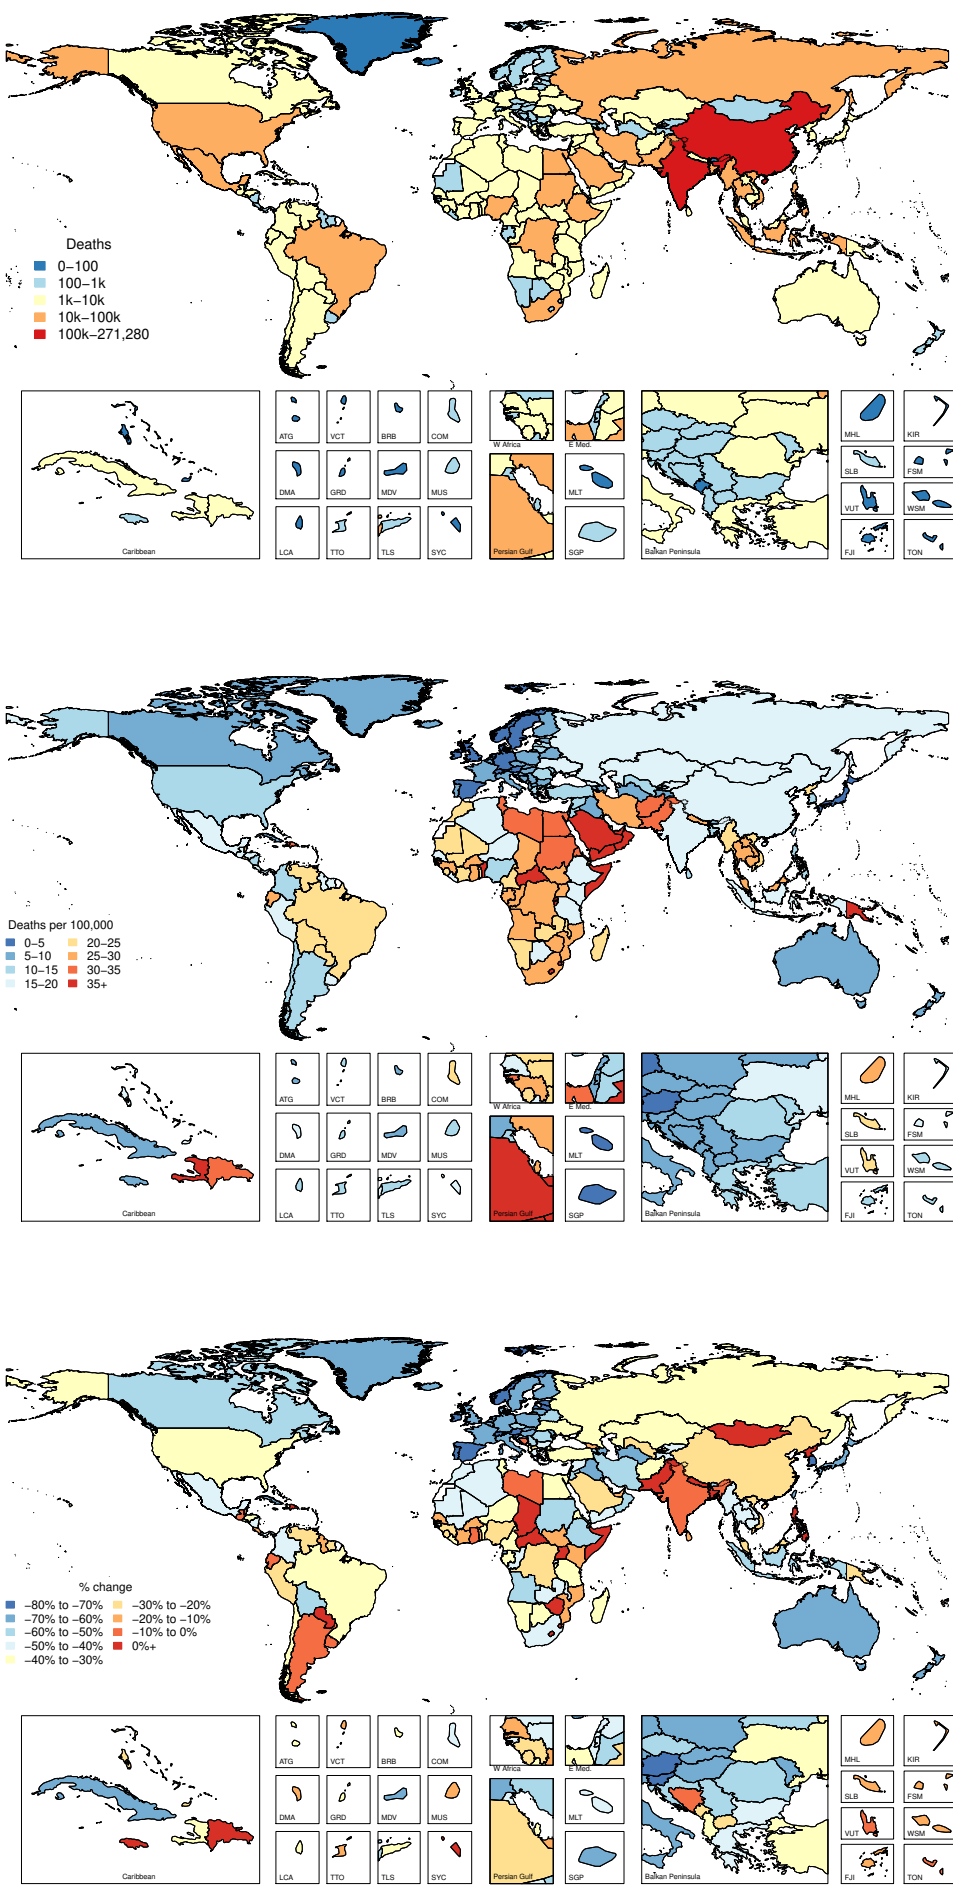 Deaths
0–100
100–1k
1k–10k
10k–100k
100k–271,280
ATG VCT BRB COM
W Africa E Med.
MHL KIR
DMA GRD MDV MUS
MLT
SLB FSM
VUT WSM
LCA TTO TLS SYC
SGP
FJI TON
Caribbean
Persian Gulf
Balkan Peninsula
Deaths per 100,000
0–5 20–25
5–10 25–30
10–15 30–35
15–20 35+
ATG VCT BRB COM
W Africa E Med.
MHL KIR
DMA GRD MDV MUS
MLT
SLB FSM
VUT WSM
LCA TTO TLS SYC
SGP
FJI TON
Caribbean
Persian Gulf
Balkan Peninsula
% change
−80% to −70% −30% to −20%
−70% to −60% −20% to −10%
−60% to −50% −10% to 0%
−50% to −40% 0%+
−40% to −30%
ATG VCT BRB COM
W Africa E Med.
MHL KIR
DMA GRD MDV MUS
MLT
SLB FSM
VUT WSM
LCA TTO TLS SYC
SGP
FJI TON
Caribbean
Persian Gulf
Balkan Peninsula